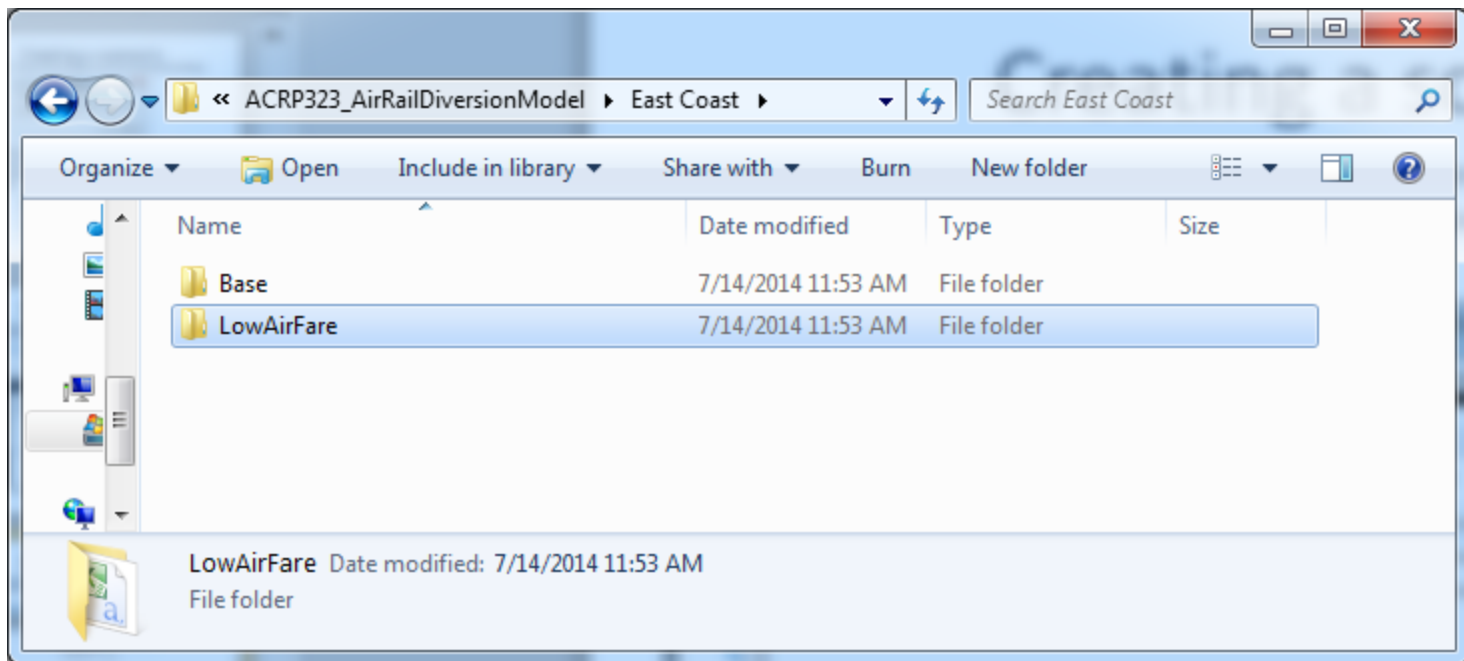 Creating a sc
« ACRP323_AirRailDiversionModel East Coast Search East Coast
Organize Open Include in library Share with Burn New folder
Name Date modified Type Size
Base 7/14/2014 11:53 AM File folder
LowAirFare 7/14/2014 11:53 AM File folder
LowAirFare Date modified: 7/14/2014 11:53 AM
File folder